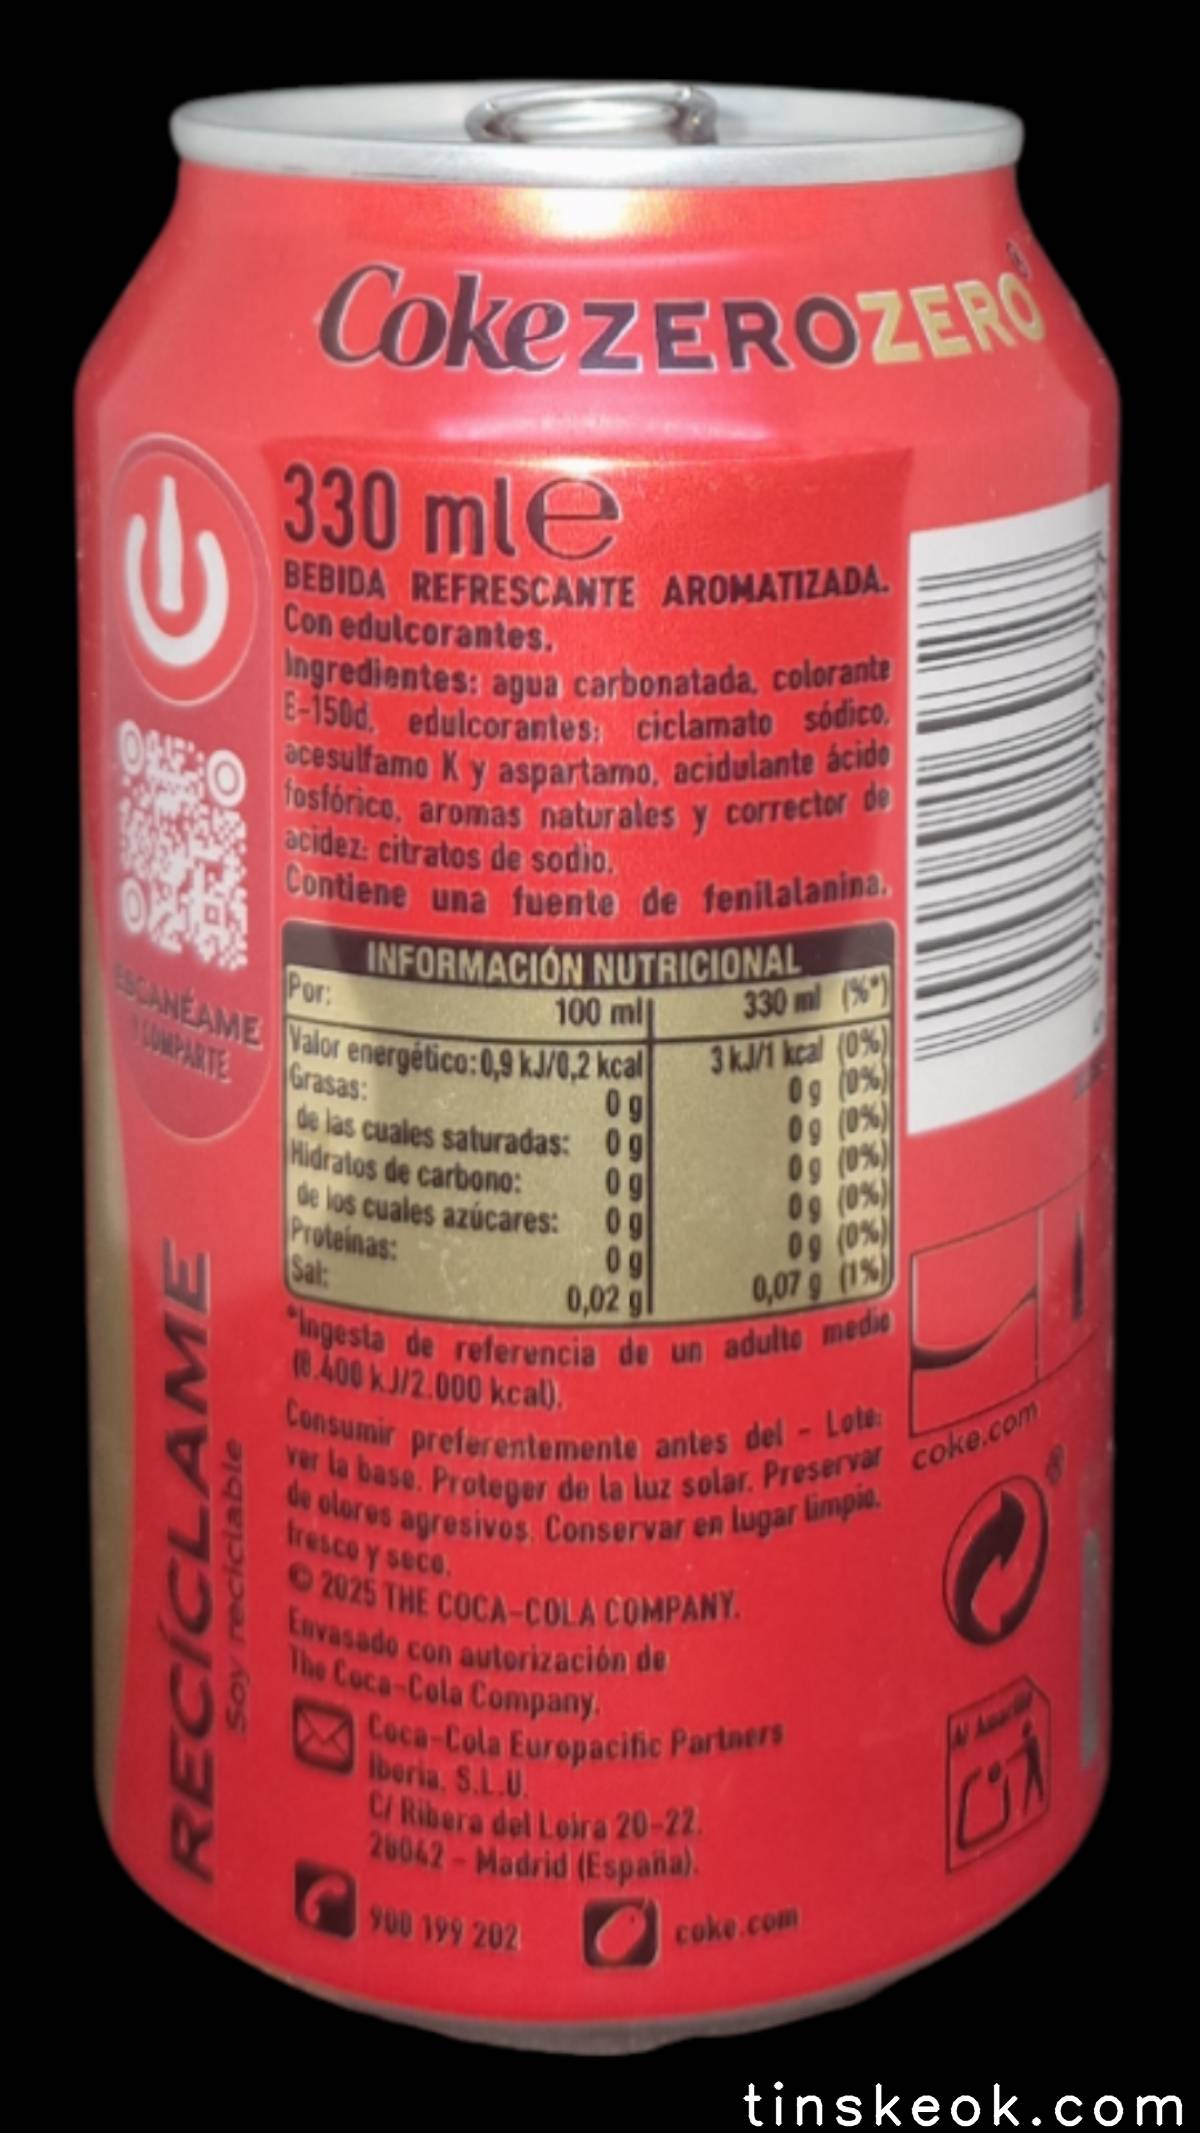 Coke ZERO ZERO
330 ml e
BEBIDA REFRESCANTE AROMATIZADA.
Con edulcorantes.
Ingredientes: agua carbonatada, colorante
E-150d, edulcorantes: ciclamato sódico,
acesulfamo K y aspartamo, acidulante ácido
fosfórico, aromas naturales y corrector de
acidez: citratos de sodio.
Contiene una fuente de fenilalanina.
INFORMACIÓN NUTRICIONAL
Por: 100 ml 330 ml (%*)
Valor energético: 0,9 kJ/0,2 kcal 3 kJ/1 kcal (0%)
Grasas: 0 g 0 g (0%)
de las cuales saturadas: 0 g 0 g (0%)
Hidratos de carbono: 0 g 0 g (0%)
de los cuales azúcares: 0 g 0 g (0%)
Proteínas: 0 g 0 g (0%)
Sal: 0,02 g 0,07 g (1%)
*Ingesta de referencia de un adulto medio
(8.400 kJ/2.000 kcal).
Consumir preferentemente antes del - Lote:
ver la base. Proteger de la luz solar. Preservar
de olores agresivos. Conservar en lugar limpio,
fresco y seco.
© 2025 THE COCA-COLA COMPANY.
Envasado con autorización de
The Coca-Cola Company.
Coca-Cola Europacific Partners
Iberia, S.L.U.
C/ Ribera del Loira 20-22.
28042 - Madrid (España).
900 199 202
coke.com
ESCANÉAME
Y COMPARTE
RECÍCLAME
Soy reciclable
coke.com
Al Amarillo
tinskeok.com